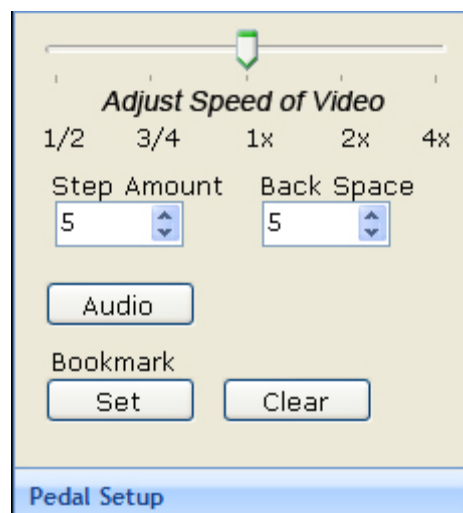 Adjust Speed of Video
1/2 3/4 1x 2x 4x
Step Amount Back Space
5 5
Audio
Bookmark
Set Clear
Pedal Setup